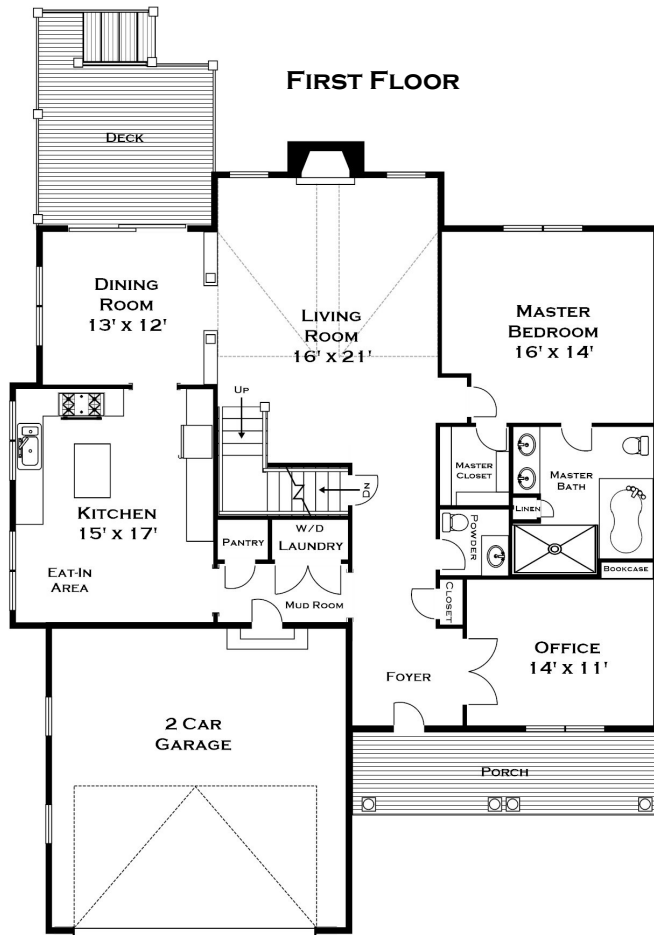 FIRST FLOOR
DECK
DINING
ROOM
13' x 12'
LIVING
ROOM
16' x 21'
MASTER
BEDROOM
16' x 14'
UP
DN
MASTER
CLOSET
MASTER
BATH
LINEN
KITCHEN
15' x 17'
EAT-IN
AREA
PANTRY
W/D
LAUNDRY
POWDER
BOOKCASE
MUD ROOM
CLOSET
OFFICE
14' x 11'
FOYER
2 CAR
GARAGE
PORCH